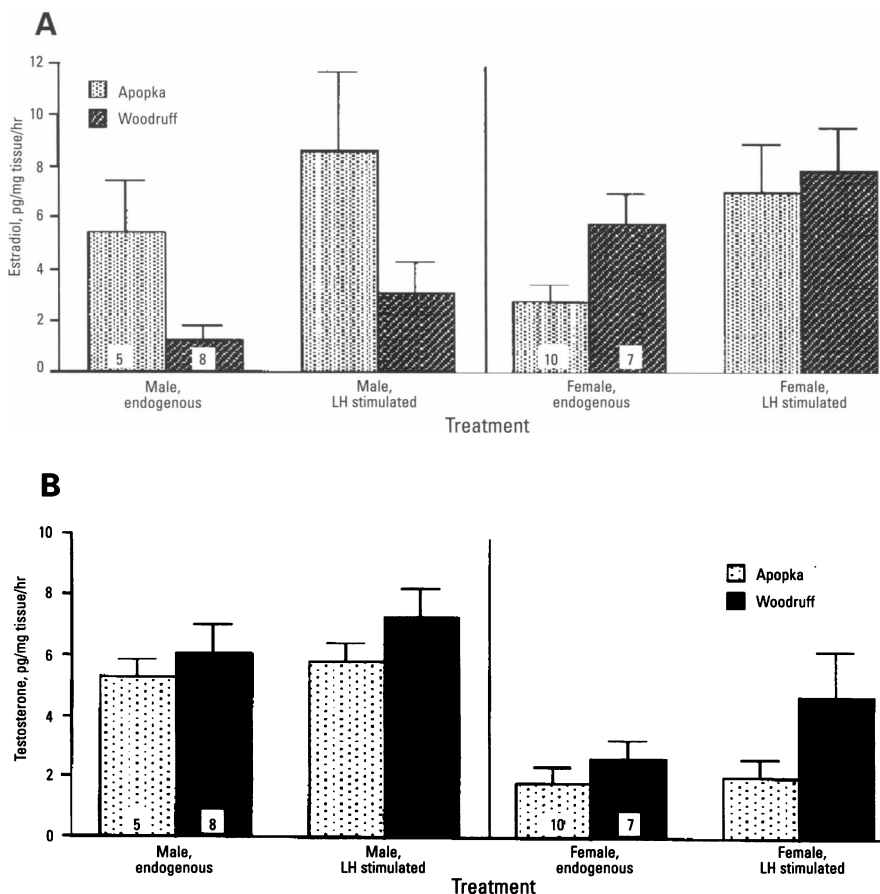 A
12
10
8
6
4
2
0
Estradiol, pg/mg tissue/hr
Apopka
Woodruff
5
8
10
7
Male,
endogenous
Male,
LH stimulated
Female,
endogenous
Female,
LH stimulated
Treatment
B
10
8
6
4
2
0
Testosterone, pg/mg tissue/hr
Apopka
Woodruff
5
8
10
7
Male,
endogenous
Male,
LH stimulated
Female,
endogenous
Female,
LH stimulated
Treatment